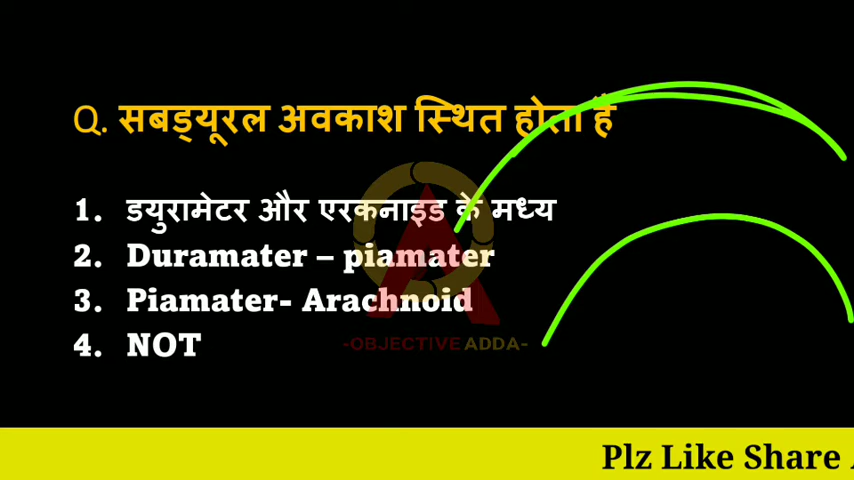 Q. सबड्यूरल अवकाश स्थित होता है
1. डयुरामेटर और एरकनाइड के मध्य
2. Duramater – piamater
3. Piamater- Arachnoid
4. NOT
-OBJECTIVE ADDA-
Plz Like Share